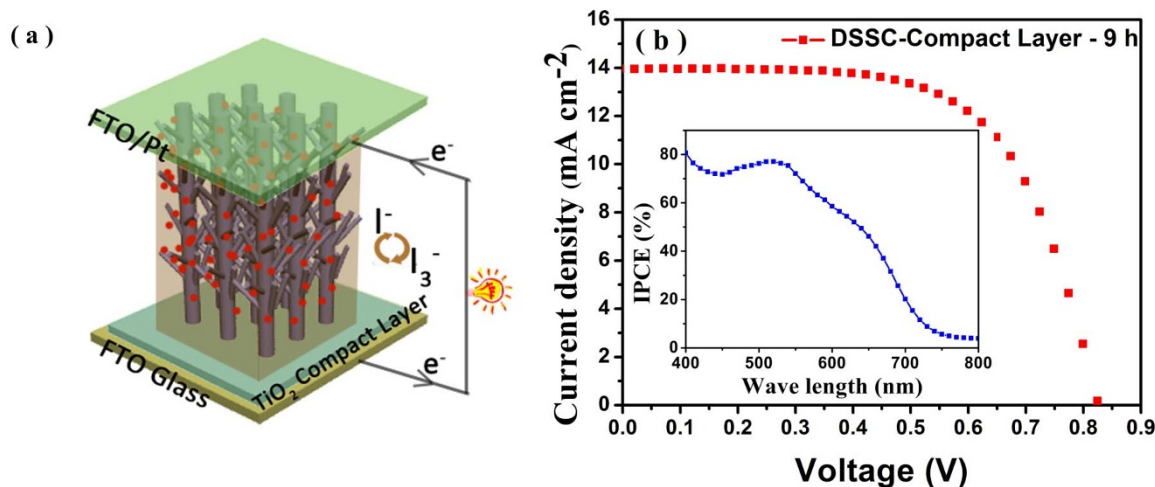 ( a )
FTO/Pt
e-
I-
I3-
e-
TiO2 Compact Layer
FTO Glass
( b )
DSSC-Compact Layer - 9 h
Current density (mA cm-2)
16
14
12
10
8
6
4
2
0
0.0 0.1 0.2 0.3 0.4 0.5 0.6 0.7 0.8 0.9
Voltage (V)
IPCE (%)
80
60
40
20
0
400 500 600 700 800
Wave length (nm)